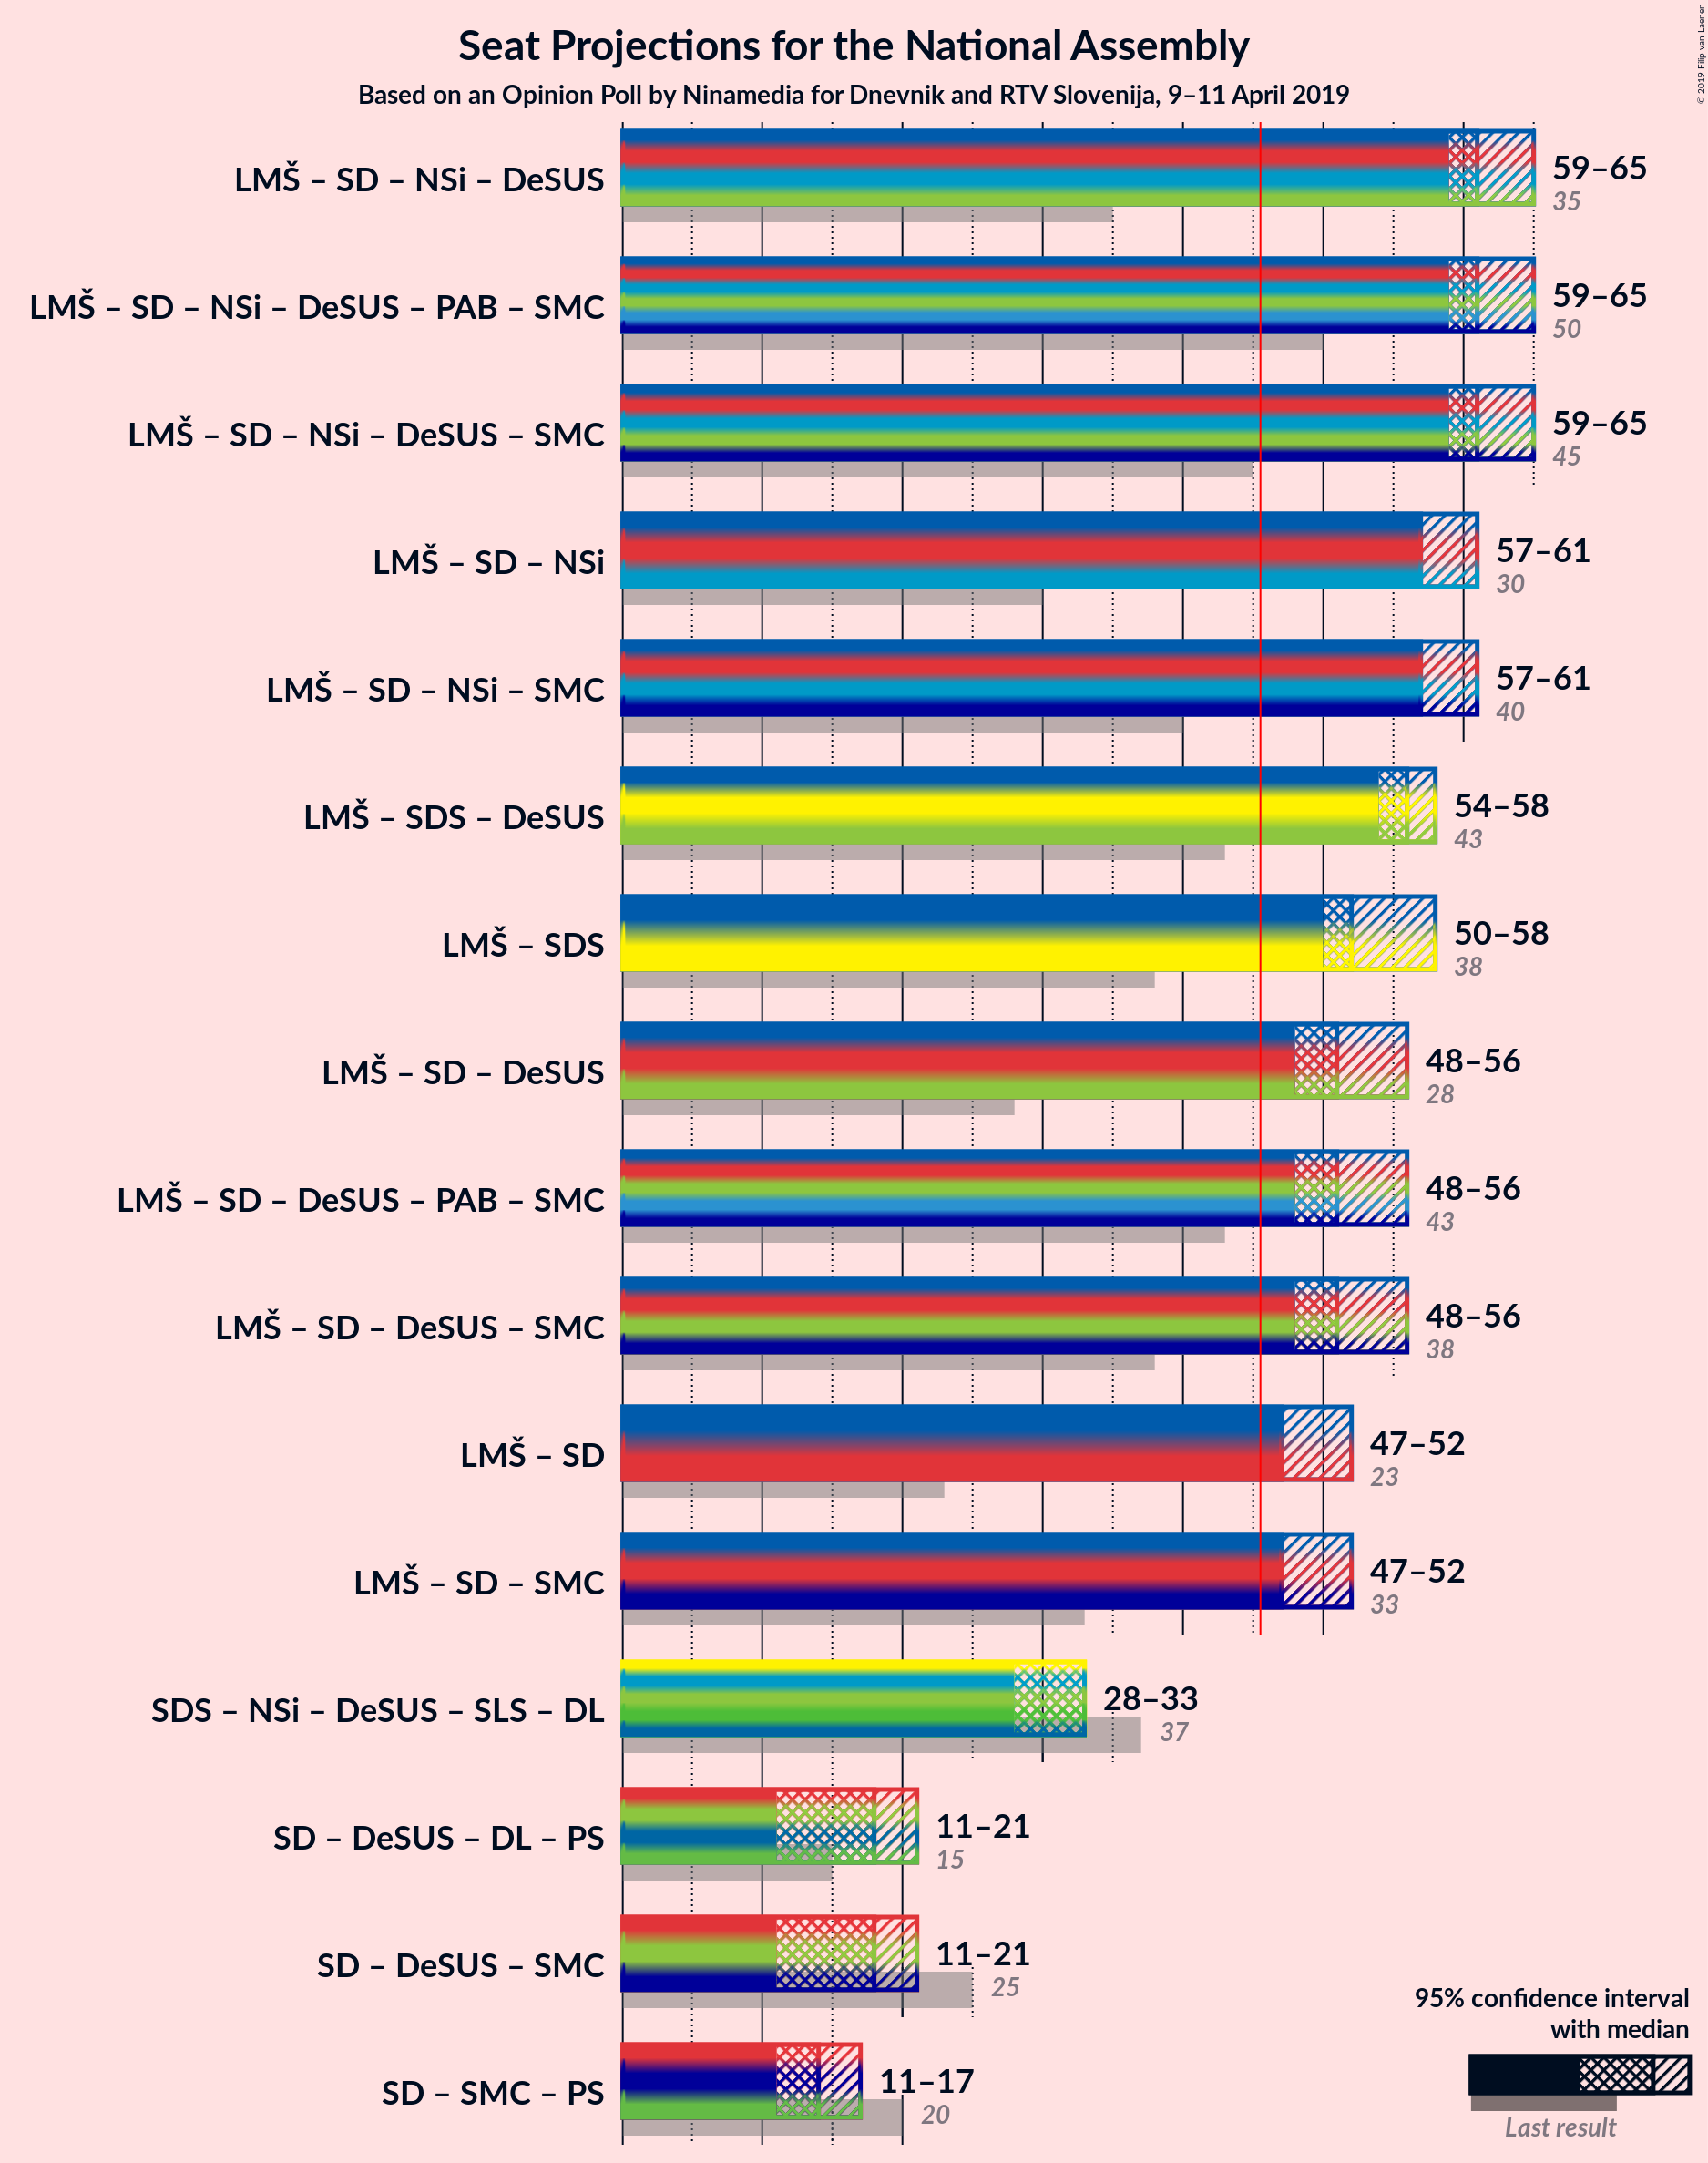 Seat Projections for the National Assembly
Based on an Opinion Poll by Ninamedia for Dnevnik and RTV Slovenija, 9–11 April 2019
© 2019 Filip van Laenen
LMŠ – SD – NSi – DeSUS
59–65
35
LMŠ – SD – NSi – DeSUS – PAB – SMC
59–65
50
LMŠ – SD – NSi – DeSUS – SMC
59–65
45
LMŠ – SD – NSi
57–61
30
LMŠ – SD – NSi – SMC
57–61
40
LMŠ – SDS – DeSUS
54–58
43
LMŠ – SDS
50–58
38
LMŠ – SD – DeSUS
48–56
28
LMŠ – SD – DeSUS – PAB – SMC
48–56
43
LMŠ – SD – DeSUS – SMC
48–56
38
LMŠ – SD
47–52
23
LMŠ – SD – SMC
47–52
33
SDS – NSi – DeSUS – SLS – DL
28–33
37
SD – DeSUS – DL – PS
11–21
15
SD – DeSUS – SMC
11–21
25
SD – SMC – PS
11–17
20
95% confidence interval
with median
Last result